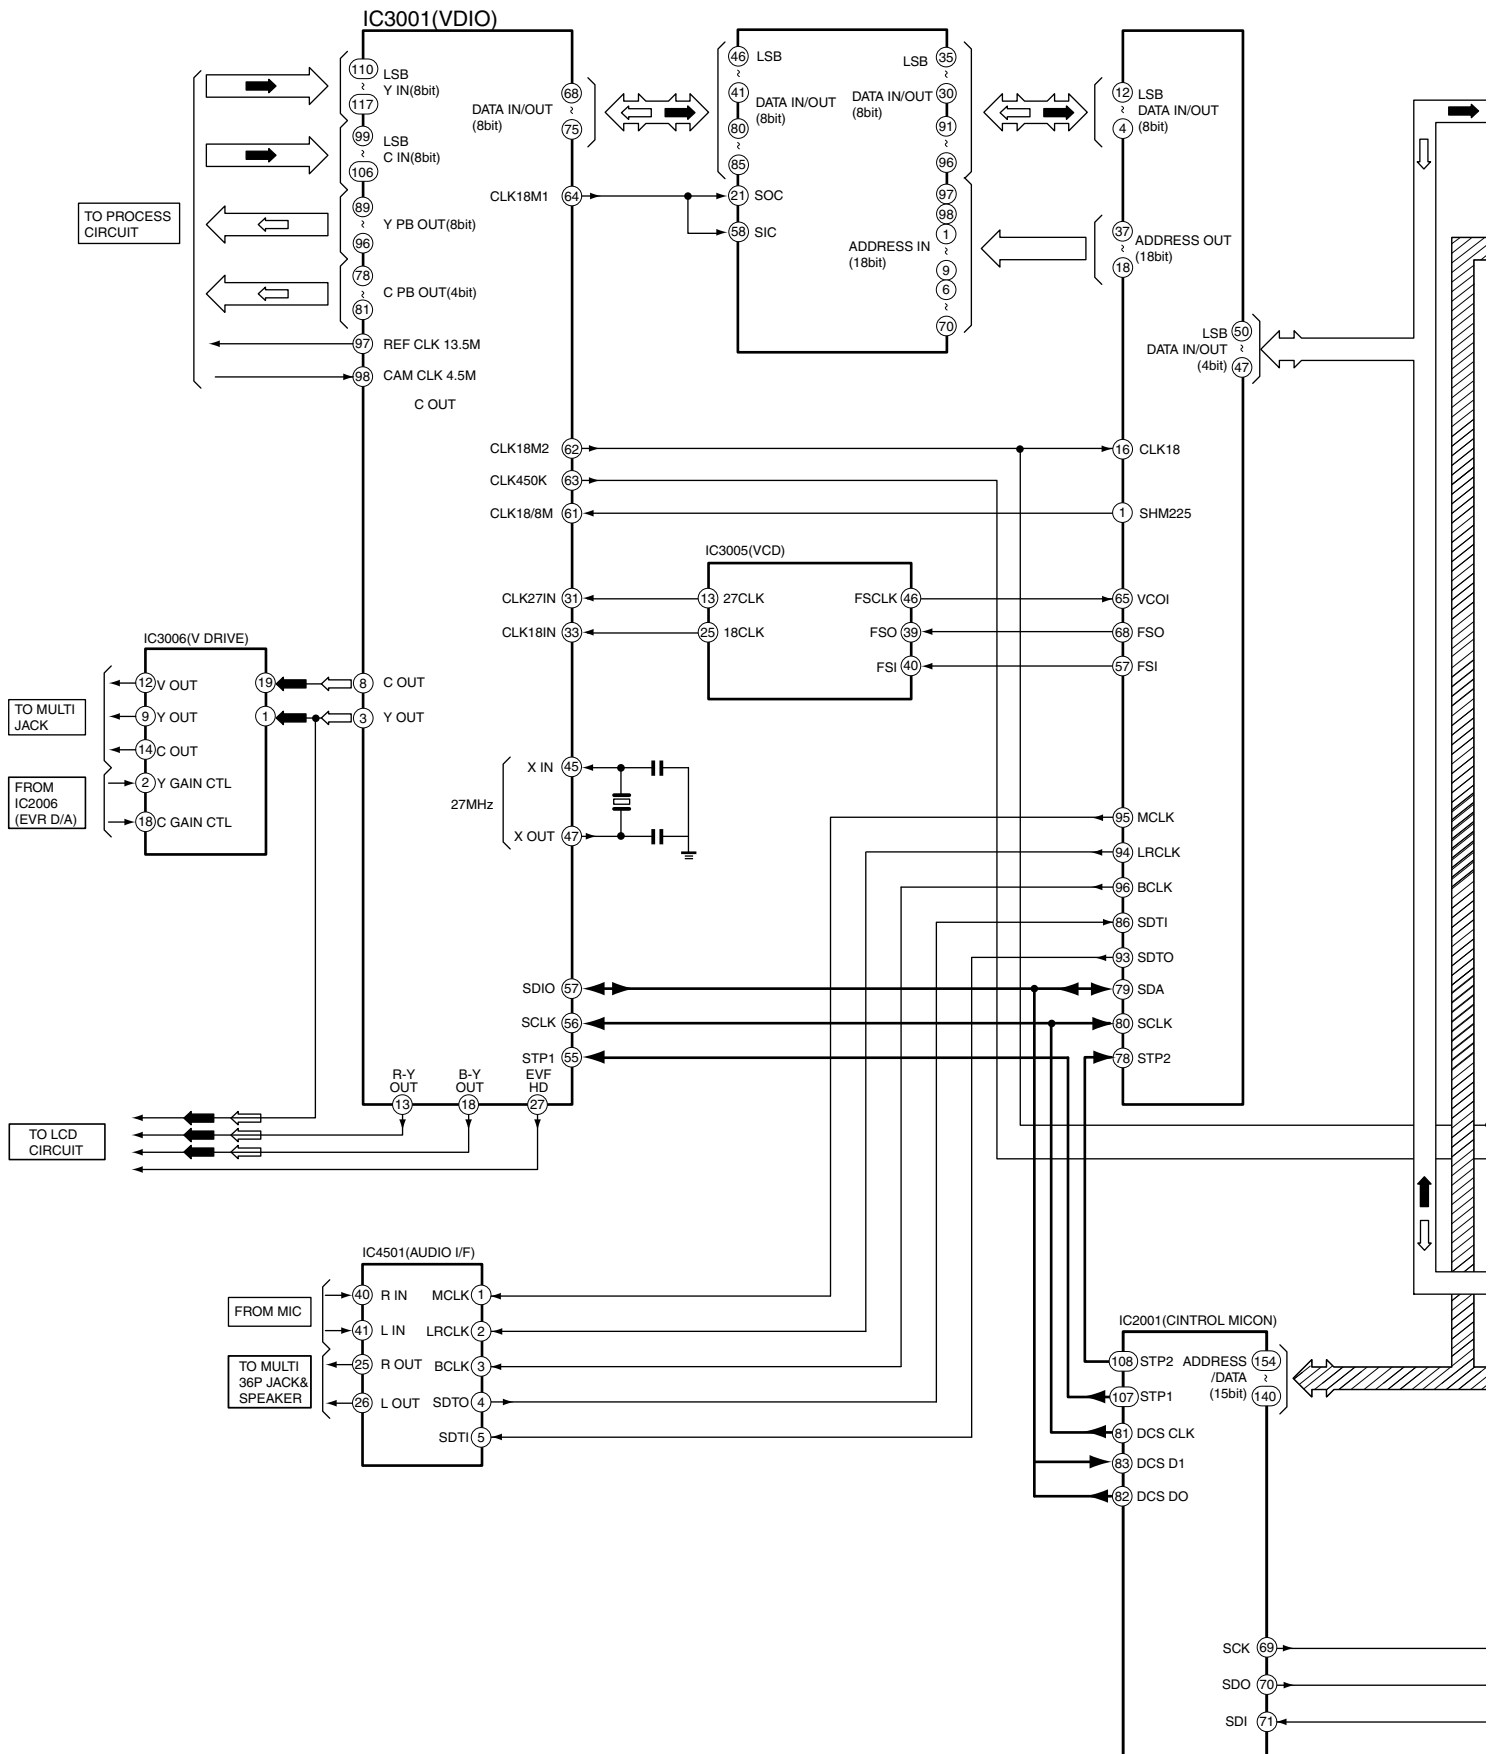 IC3001(VDIO)
TO PROCESS
CIRCUIT
110
LSB
Y IN(8bit)
~
117
99
LSB
C IN(8bit)
~
106
89
Y PB OUT(8bit)
~
96
78
C PB OUT(4bit)
~
81
97 REF CLK 13.5M
98 CAM CLK 4.5M
C OUT
DATA IN/OUT
(8bit)
68
~
75
CLK18M1 64
CLK18M2 62
CLK450K 63
CLK18/8M 61
CLK27IN 31
CLK18IN 33
8 C OUT
3 Y OUT
X IN 45
27MHz
X OUT 47
SDIO 57
SCLK 56
STP1 55
R-Y
OUT
13
B-Y
OUT
18
EVF
HD
27
46 LSB
~
41
DATA IN/OUT
(8bit)
80
~
85
21 SOC
58 SIC
LSB 35
~
DATA IN/OUT
(8bit)
30
91
~
96
97
98
1
ADDRESS IN
(18bit)
~
9
6
~
70
12 LSB
~
DATA IN/OUT
(8bit)
4
37
~
ADDRESS OUT
(18bit)
18
LSB 50
DATA IN/OUT ~
(4bit) 47
16 CLK18
1 SHM225
65 VCOI
68 FSO
57 FSI
95 MCLK
94 LRCLK
96 BCLK
86 SDTI
93 SDTO
79 SDA
80 SCLK
78 STP2
IC3005(VCD)
13 27CLK
25 18CLK
FSCLK 46
FSO 39
FSI 40
IC3006(V DRIVE)
TO MULTI
JACK
12 V OUT
9 Y OUT
14 C OUT
2 Y GAIN CTL
18 C GAIN CTL
19
1
FROM
IC2006
(EVR D/A)
TO LCD
CIRCUIT
IC4501(AUDIO I/F)
FROM MIC
40 R IN
41 L IN
TO MULTI
36P JACK&
SPEAKER
25 R OUT
26 L OUT
MCLK 1
LRCLK 2
BCLK 3
SDTO 4
SDTI 5
IC2001(CINTROL MICON)
108 STP2
107 STP1
81 DCS CLK
83 DCS D1
82 DCS DO
ADDRESS 154
/DATA ~
(15bit) 140
SCK 69
SDO 70
SDI 71